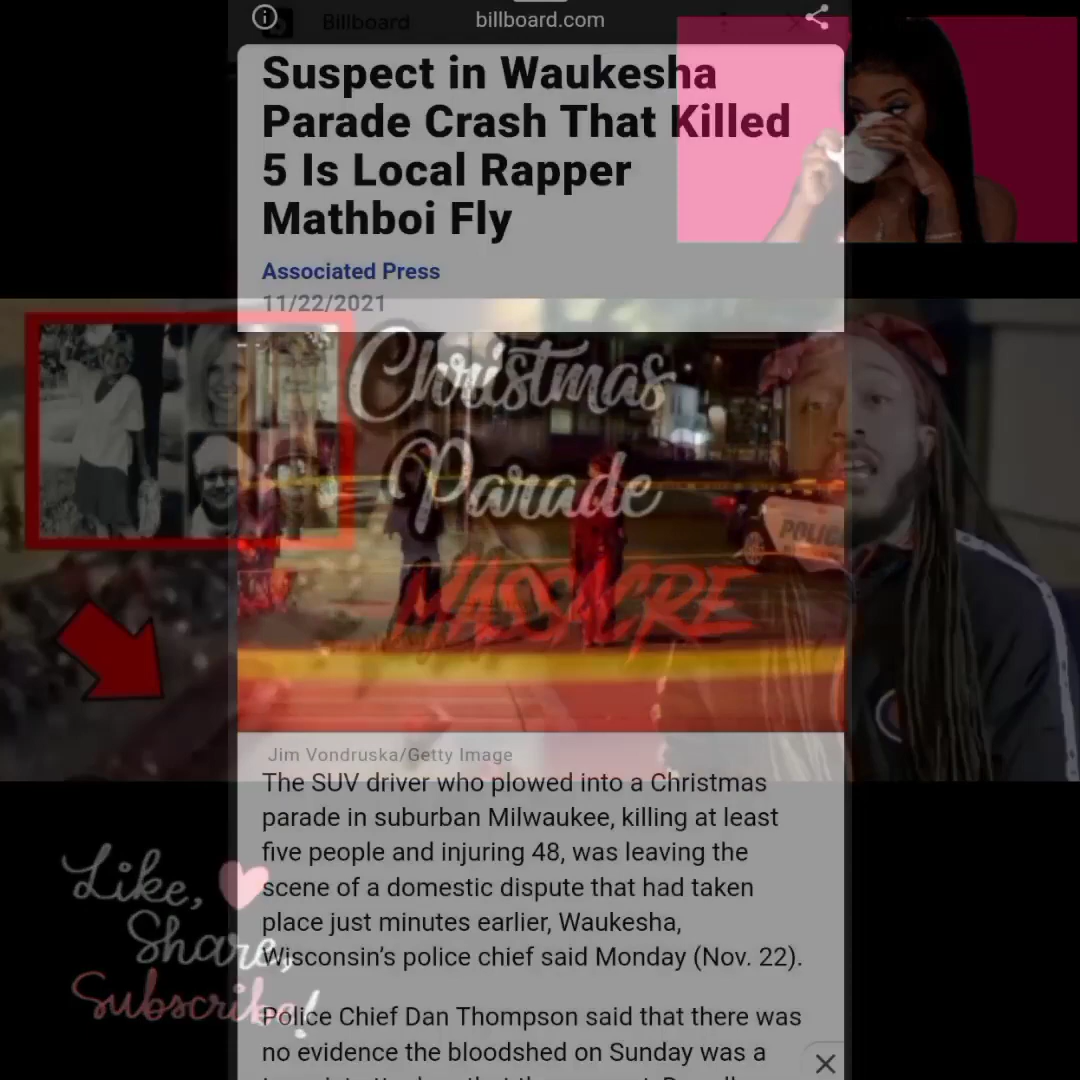 Billboard
billboard.com
Suspect in Waukesha
Parade Crash That Killed
5 Is Local Rapper
Mathboi Fly
Associated Press
11/22/2021
Christmas
Parade
MASSACRE
POLIC
Jim Vondruska/Getty Image
The SUV driver who plowed into a Christmas
parade in suburban Milwaukee, killing at least
five people and injuring 48, was leaving the
scene of a domestic dispute that had taken
place just minutes earlier, Waukesha,
Wisconsin's police chief said Monday (Nov. 22).
Police Chief Dan Thompson said that there was
no evidence the bloodshed on Sunday was a
Like,
Share,
Subscribe!